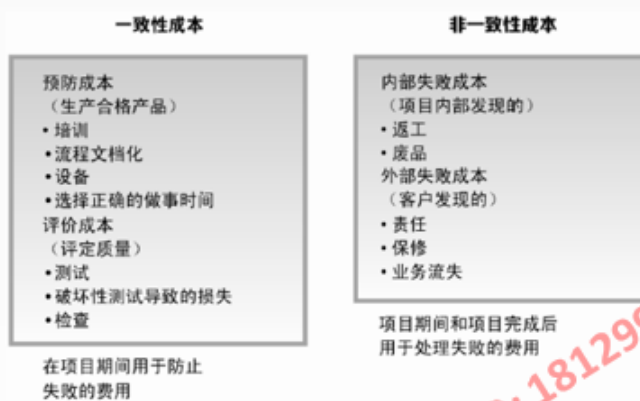 一致性成本
预防成本
（生产合格产品）
•培训
•流程文档化
•设备
•选择正确的做事时间
评价成本
（评定质量）
•测试
•破坏性测试导致的损失
•检查
在项目期间用于防止
失败的费用
非一致性成本
内部失败成本
（项目内部发现的）
•返工
•废品
外部失败成本
（客户发现的）
•责任
•保修
•业务流失
项目期间和项目完成后
用于处理失败的费用